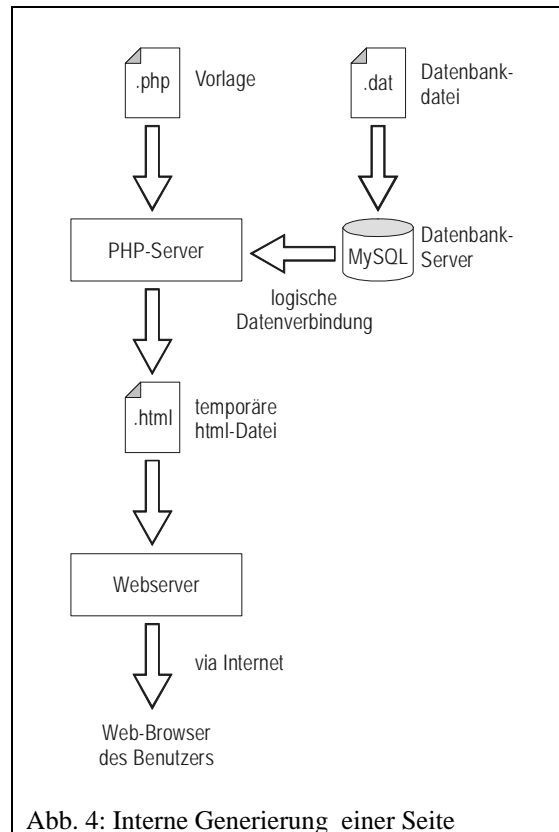 .php
Vorlage
.dat
Datenbank-
datei
PHP-Server
MySQL
Datenbank-
Server
logische
Datenverbindung
.html
temporäre
html-Datei
Webserver
via Internet
Web-Browser
des Benutzers
Abb. 4: Interne Generierung einer Seite